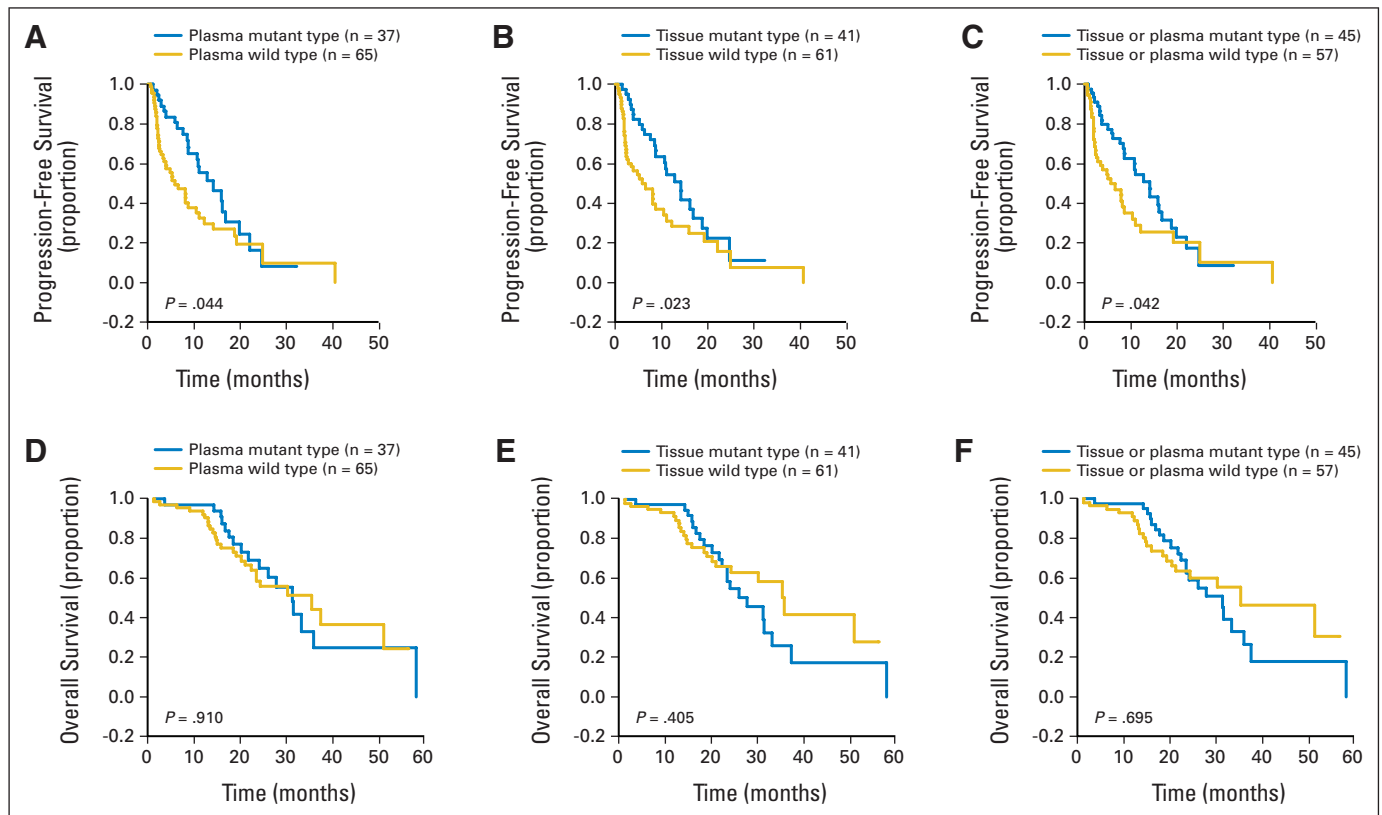 A
Plasma mutant type (n = 37)
Plasma wild type (n = 65)
Progression-Free Survival
(proportion)
1.0
0.8
0.6
0.4
0.2
0.0
-0.2
P = .044
0 10 20 30 40 50
Time (months)
B
Tissue mutant type (n = 41)
Tissue wild type (n = 61)
Progression-Free Survival
(proportion)
1.0
0.8
0.6
0.4
0.2
0.0
-0.2
P = .023
0 10 20 30 40 50
Time (months)
C
Tissue or plasma mutant type (n = 45)
Tissue or plasma wild type (n = 57)
Progression-Free Survival
(proportion)
1.0
0.8
0.6
0.4
0.2
0.0
-0.2
P = .042
0 10 20 30 40 50
Time (months)
D
Plasma mutant type (n = 37)
Plasma wild type (n = 65)
Overall Survival (proportion)
1.0
0.8
0.6
0.4
0.2
0.0
-0.2
P = .910
0 10 20 30 40 50 60
Time (months)
E
Tissue mutant type (n = 41)
Tissue wild type (n = 61)
Overall Survival (proportion)
1.0
0.8
0.6
0.4
0.2
0.0
-0.2
P = .405
0 10 20 30 40 50 60
Time (months)
F
Tissue or plasma mutant type (n = 45)
Tissue or plasma wild type (n = 57)
Overall Survival (proportion)
1.0
0.8
0.6
0.4
0.2
0.0
-0.2
P = .695
0 10 20 30 40 50 60
Time (months)